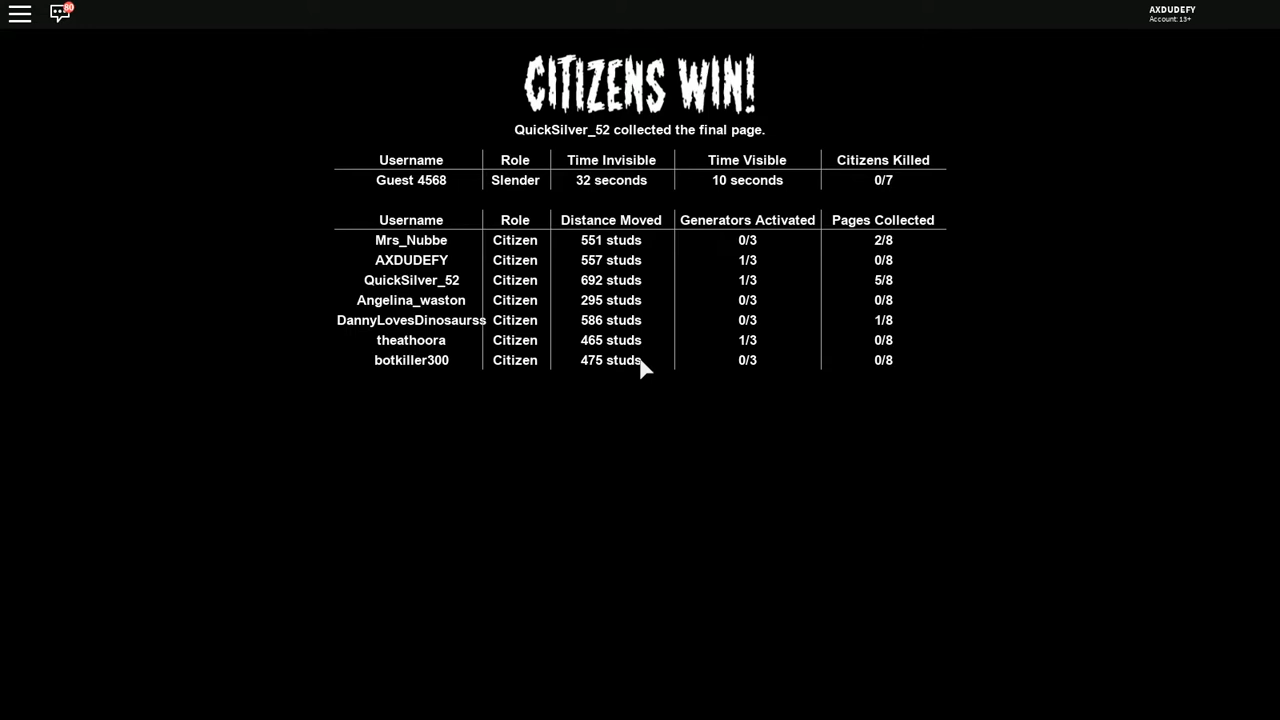 80
AXDUDEFY
Account: 13+
CITIZENS WIN!
QuickSilver_52 collected the final page.
Username Role Time Invisible Time Visible Citizens Killed
Guest 4568 Slender 32 seconds 10 seconds 0/7
Username Role Distance Moved Generators Activated Pages Collected
Mrs_Nubbe Citizen 551 studs 0/3 2/8
AXDUDEFY Citizen 557 studs 1/3 0/8
QuickSilver_52 Citizen 692 studs 1/3 5/8
Angelina_waston Citizen 295 studs 0/3 0/8
DannyLovesDinosaurss Citizen 586 studs 0/3 1/8
theathoora Citizen 465 studs 1/3 0/8
botkiller300 Citizen 475 studs 0/3 0/8